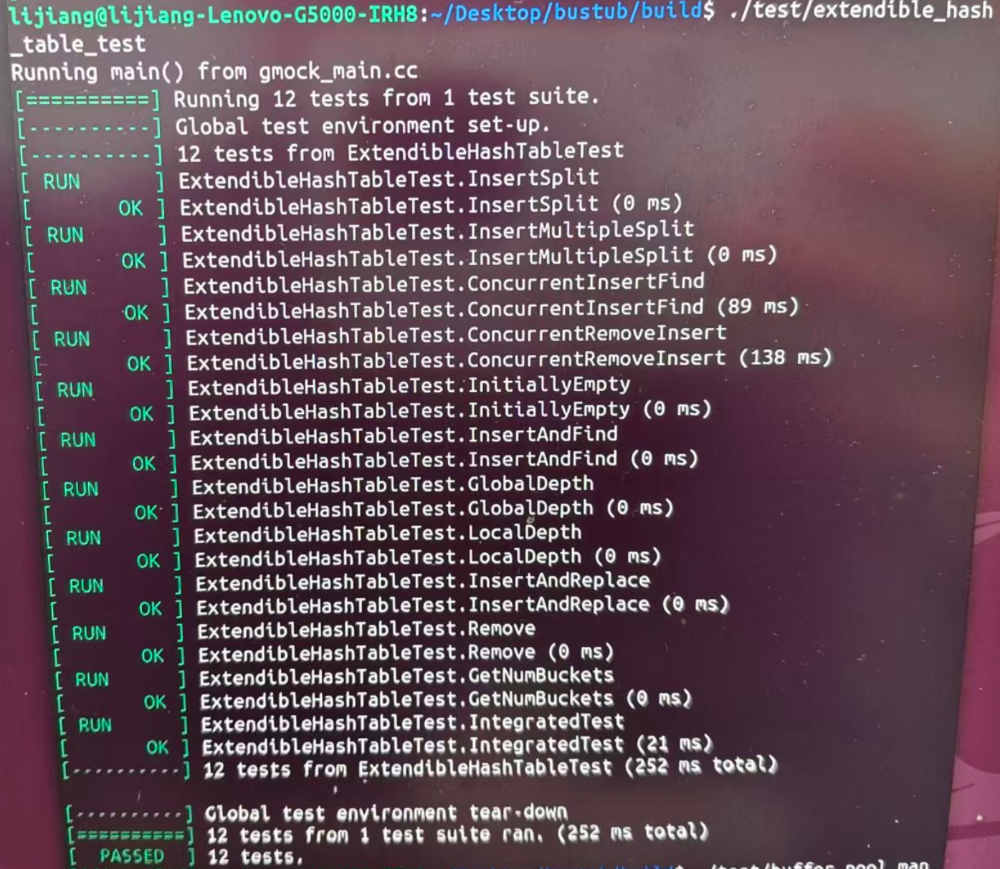 lijiang@lijiang-Lenovo-G5000-IRH8:~/Desktop/bustub/build$ ./test/extendible_hash
_table_test
Running main() from gmock_main.cc
[==========] Running 12 tests from 1 test suite.
[----------] Global test environment set-up.
[----------] 12 tests from ExtendibleHashTableTest
[ RUN      ] ExtendibleHashTableTest.InsertSplit
[       OK ] ExtendibleHashTableTest.InsertSplit (0 ms)
[ RUN      ] ExtendibleHashTableTest.InsertMultipleSplit
[       OK ] ExtendibleHashTableTest.InsertMultipleSplit (0 ms)
[ RUN      ] ExtendibleHashTableTest.ConcurrentInsertFind
[       OK ] ExtendibleHashTableTest.ConcurrentInsertFind (89 ms)
[ RUN      ] ExtendibleHashTableTest.ConcurrentRemoveInsert
[       OK ] ExtendibleHashTableTest.ConcurrentRemoveInsert (138 ms)
[ RUN      ] ExtendibleHashTableTest.InitiallyEmpty
[       OK ] ExtendibleHashTableTest.InitiallyEmpty (0 ms)
[ RUN      ] ExtendibleHashTableTest.InsertAndFind
[       OK ] ExtendibleHashTableTest.InsertAndFind (0 ms)
[ RUN      ] ExtendibleHashTableTest.GlobalDepth
[       OK ] ExtendibleHashTableTest.GlobalDepth (0 ms)
[ RUN      ] ExtendibleHashTableTest.LocalDepth
[       OK ] ExtendibleHashTableTest.LocalDepth (0 ms)
[ RUN      ] ExtendibleHashTableTest.InsertAndReplace
[       OK ] ExtendibleHashTableTest.InsertAndReplace (0 ms)
[ RUN      ] ExtendibleHashTableTest.Remove
[       OK ] ExtendibleHashTableTest.Remove (0 ms)
[ RUN      ] ExtendibleHashTableTest.GetNumBuckets
[       OK ] ExtendibleHashTableTest.GetNumBuckets (0 ms)
[ RUN      ] ExtendibleHashTableTest.IntegratedTest
[       OK ] ExtendibleHashTableTest.IntegratedTest (21 ms)
[----------] 12 tests from ExtendibleHashTableTest (252 ms total)
[----------] Global test environment tear-down
[==========] 12 tests from 1 test suite ran. (252 ms total)
[  PASSED  ] 12 tests.